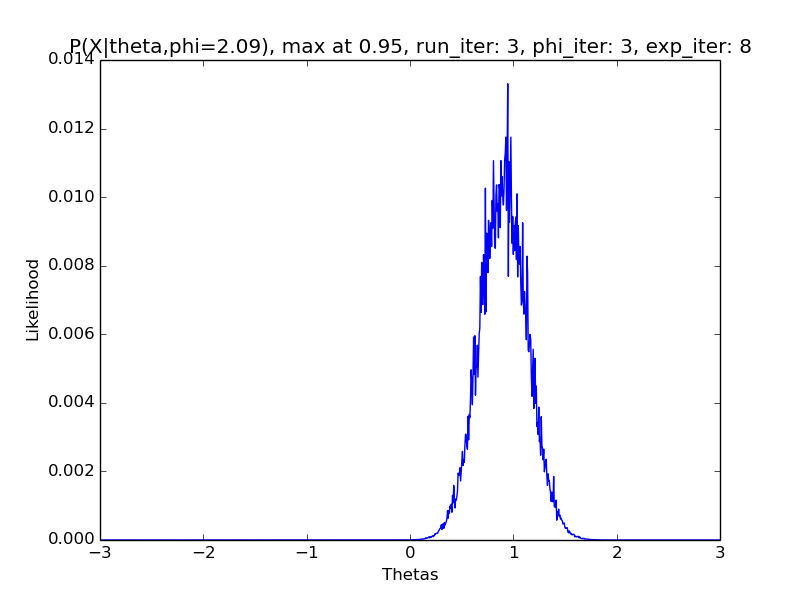 P(X|theta,phi=2.09), max at 0.95, run_iter: 3, phi_iter: 3, exp_iter: 8
0.014
0.012
0.010
0.008
0.006
0.004
0.002
0.000
Likelihood
−3 −2 −1 0 1 2 3
Thetas